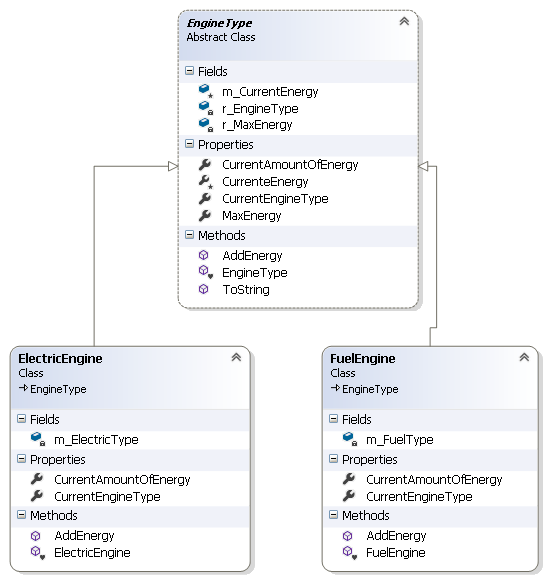 EngineType
Abstract Class
Fields
m_CurrentEnergy
r_EngineType
r_MaxEnergy
Properties
CurrentAmountOfEnergy
CurrenteEnergy
CurrentEngineType
MaxEnergy
Methods
AddEnergy
EngineType
ToString
ElectricEngine
Class
EngineType
Fields
m_ElectricType
Properties
CurrentAmountOfEnergy
CurrentEngineType
Methods
AddEnergy
ElectricEngine
FuelEngine
Class
EngineType
Fields
m_FuelType
Properties
CurrentAmountOfEnergy
CurrentEngineType
Methods
AddEnergy
FuelEngine